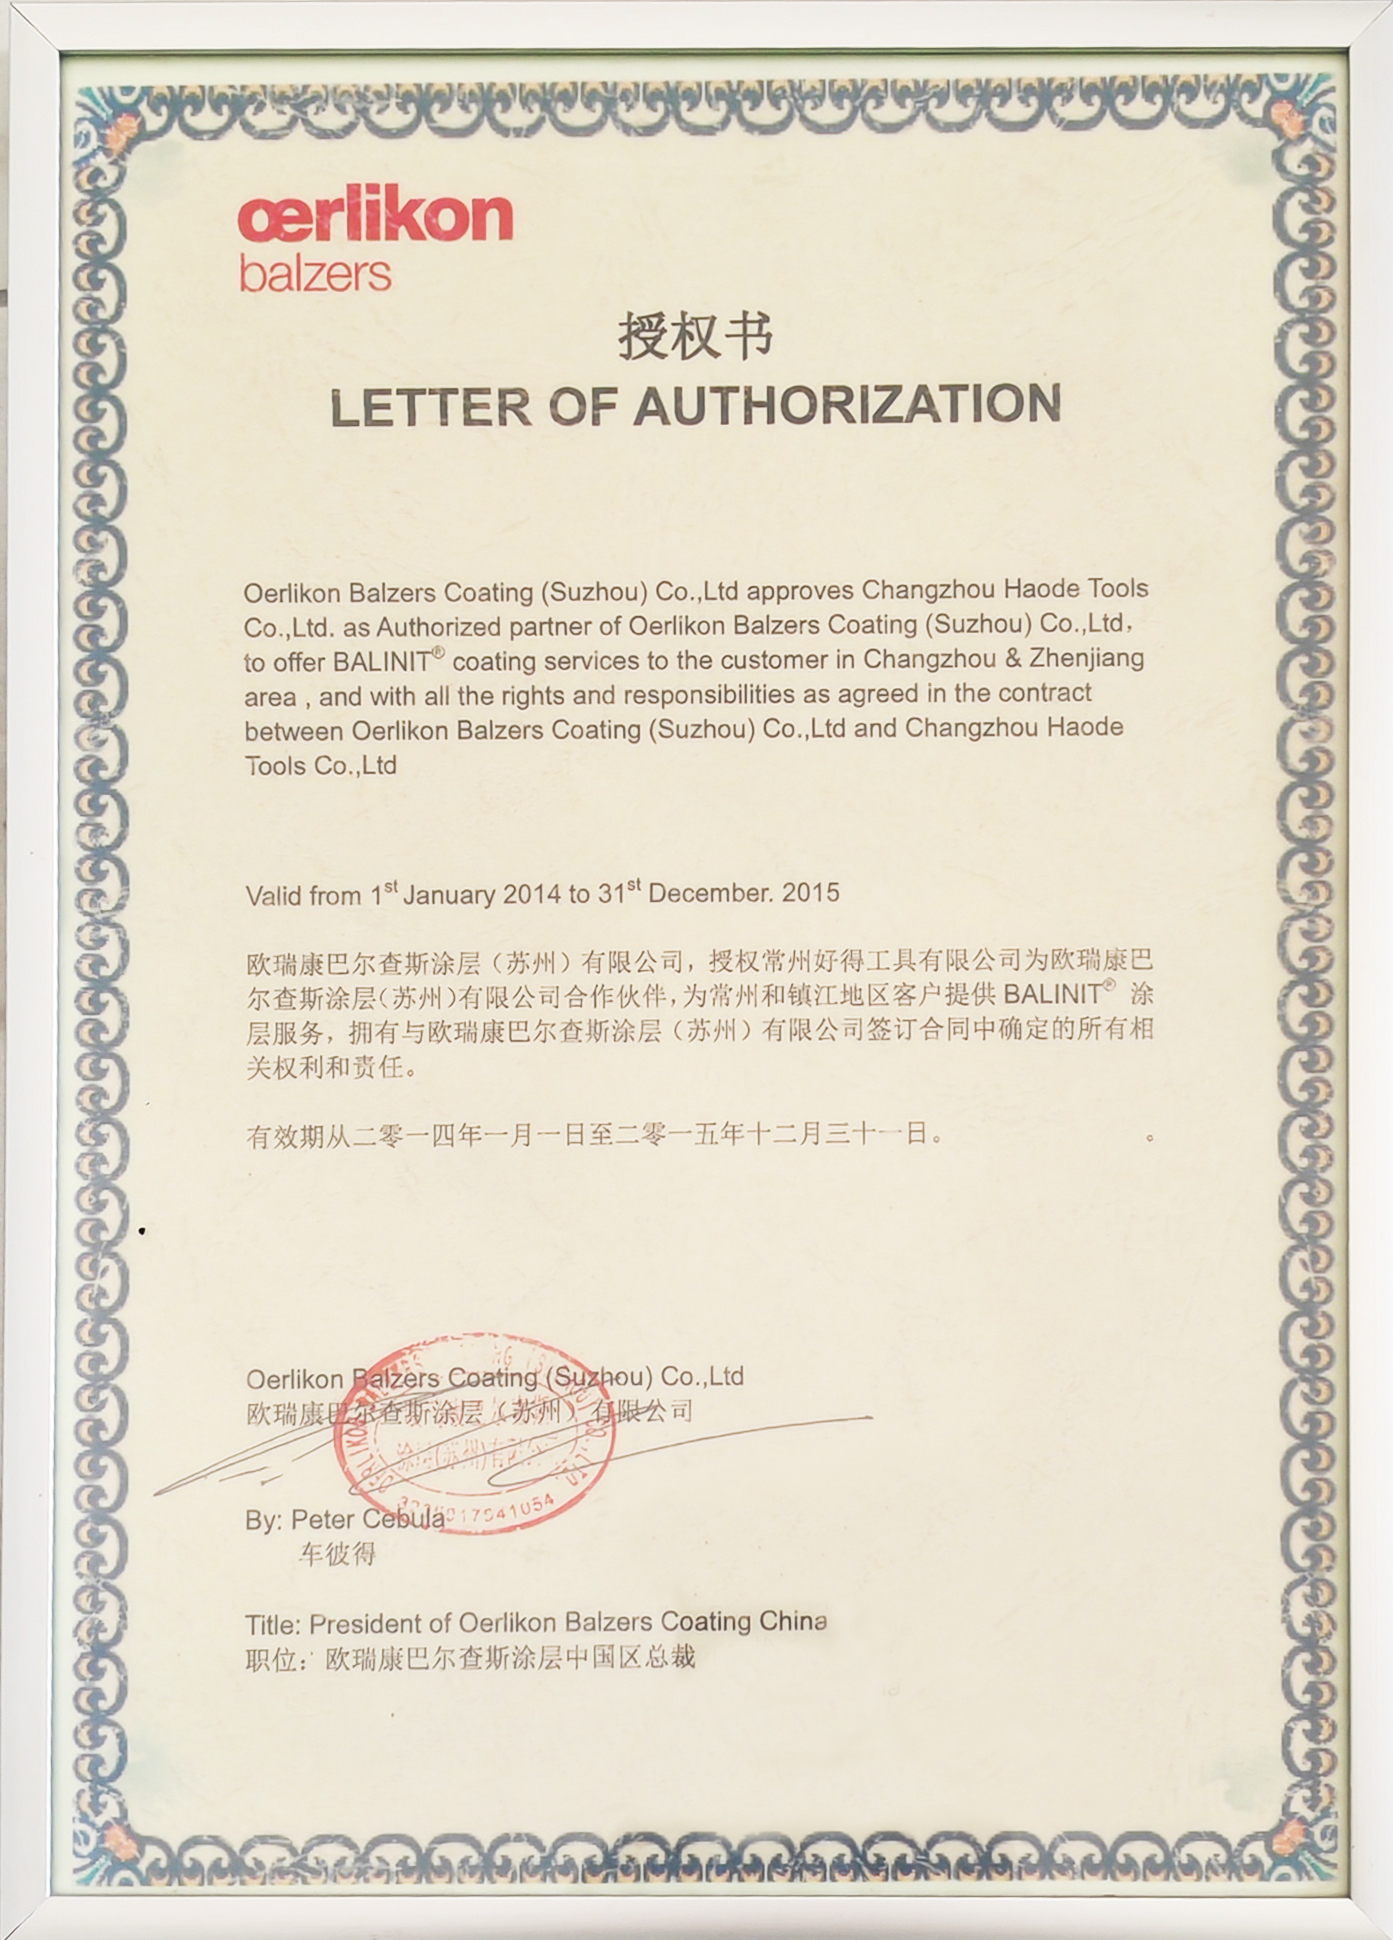 œrlikon
balzers
授权书
LETTER OF AUTHORIZATION
Oerlikon Balzers Coating (Suzhou) Co.,Ltd approves Changzhou Haode Tools
Co.,Ltd. as Authorized partner of Oerlikon Balzers Coating (Suzhou) Co.,Ltd,
to offer BALINIT® coating services to the customer in Changzhou & Zhenjiang
area , and with all the rights and responsibilities as agreed in the contract
between Oerlikon Balzers Coating (Suzhou) Co.,Ltd and Changzhou Haode
Tools Co.,Ltd
Valid from 1st January 2014 to 31st December. 2015
欧瑞康巴尔查斯涂层（苏州）有限公司，授权常州好得工具有限公司为欧瑞康巴
尔查斯涂层(苏州)有限公司合作伙伴,为常州和镇江地区客户提供 BALINIT® 涂
层服务，拥有与欧瑞康巴尔查斯涂层（苏州）有限公司签订合同中确定的所有相
关权利和责任。
有效期从二零一四年一月一日至二零一五年十二月三十一日。 。
Oerlikon Balzers Coating (Suzhou) Co.,Ltd
欧瑞康巴尔查斯涂层（苏州）有限公司
涂层(苏州)有限公司
By: Peter Cebula
车彼得
Title: President of Oerlikon Balzers Coating China
职位：欧瑞康巴尔查斯涂层中国区总裁